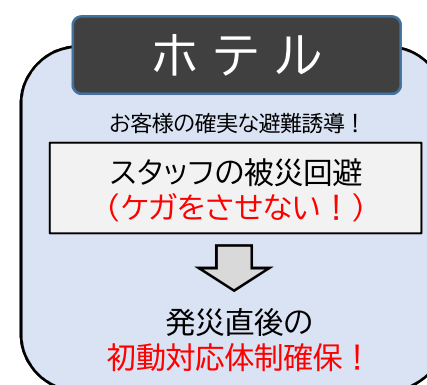 ホテル
お客様の確実な避難誘導！
スタッフの被災回避
（ケガをさせない！）
発災直後の
初動対応体制確保！